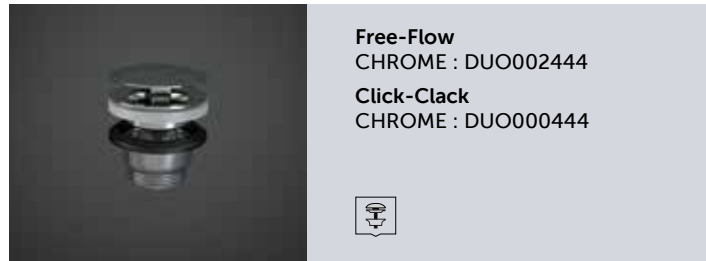 Free-Flow
CHROME : DUO002444
Click-Clack
CHROME : DUO000444